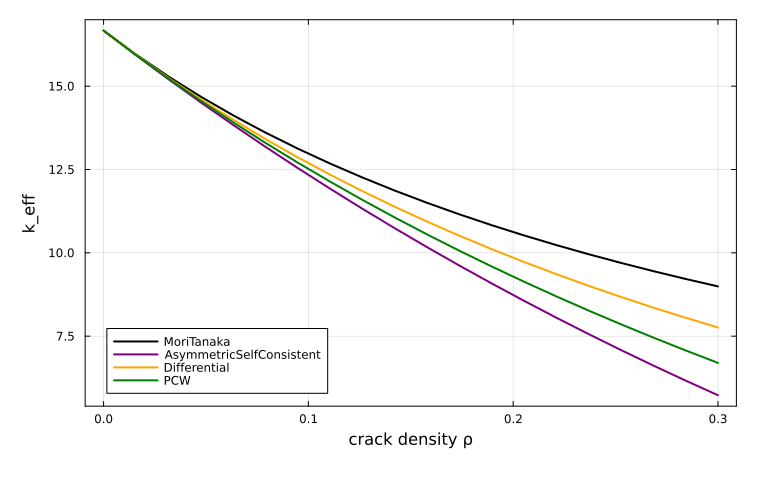 15.0
12.5
10.0
7.5
k_eff
MoriTanaka
AsymmetricSelfConsistent
Differential
PCW
0.0 0.1 0.2 0.3
crack density ρ